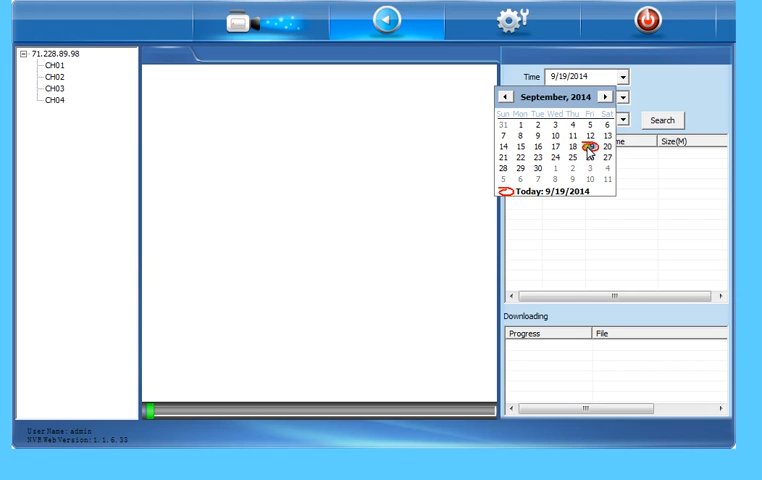 71.228.89.98
CH01
CH02
CH03
CH04
Time 9/19/2014
September, 2014
Sun Mon Tue Wed Thu Fri Sat
31 1 2 3 4 5 6
7 8 9 10 11 12 13
14 15 16 17 18 19 20
21 22 23 24 25 26 27
28 29 30 1 2 3 4
5 6 7 8 9 10 11
Today: 9/19/2014
Search
Size(M)
Downloading
Progress File
User Name: admin
NVR Web Version: 1.1.6.33